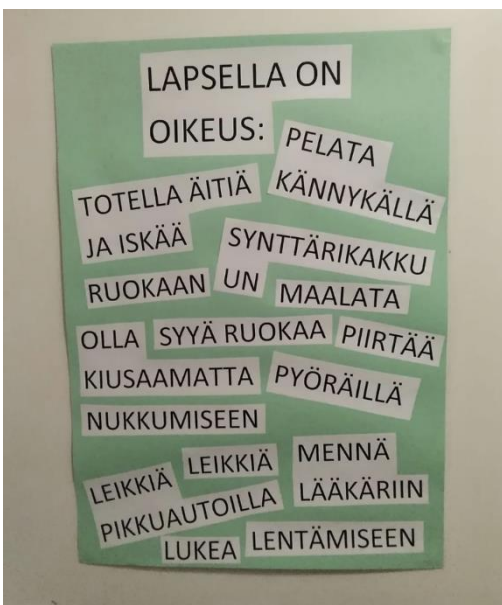 LAPSELLA ON
OIKEUS:
PELATA
KÄNNYKÄLLÄ
TOTELLA ÄITIÄ
JA ISKÄÄ
SYNTTÄRIKAKKU
UN
RUOKAAN
MAALATA
OLLA
KIUSAAMATTA
SYYÄ RUOKAA
PIIRTÄÄ
PYÖRÄILLÄ
NUKKUMISEEN
LEIKKIÄ
PIKKUAUTOILLA
LEIKKIÄ
MENNÄ
LÄÄKÄRIIN
LUKEA
LENTÄMISEEN